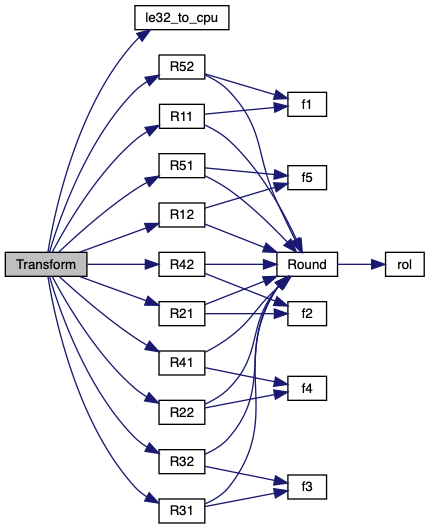 le32_to_cpu
R52
f1
R11
R51
f5
R12
Transform
R42
Round
rol
R21
f2
R41
f4
R22
R32
f3
R31